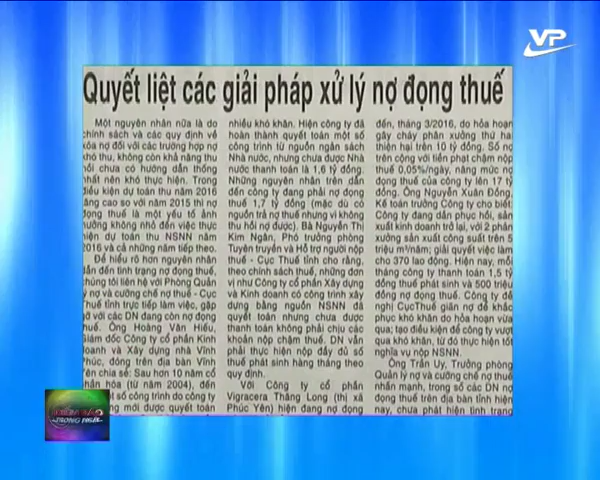 VP
Quyết liệt các giải pháp xử lý nợ đọng thuế
Một nguyên nhân nữa là do
chính sách và các quy định về
xóa nợ đối với các trường hợp nợ
khó thu, không còn khả năng thu
hồi chưa có hướng dẫn thống
nhất nên khó thực hiện. Trong
điều kiện dự toán thu năm 2016
tăng cao so với năm 2015 thì nợ
đọng thuế là một yếu tố ảnh
hưởng không nhỏ đến việc thực
hiện dự toán thu NSNN năm
2016 và cả những năm tiếp theo.
Để hiểu rõ hơn nguyên nhân
dẫn đến tình trạng nợ đọng thuế,
chúng tôi liên hệ với Phòng Quản
lý nợ và cưỡng chế nợ thuế - Cục
Thuế tỉnh trực tiếp làm việc, gặp
gỡ với các DN đang còn nợ đọng
thuế. Ông Hoàng Văn Hiếu,
Giám đốc Công ty cổ phần Kinh
doanh và Xây dựng nhà Vĩnh
Phúc, đóng trên địa bàn Vĩnh
Yên chia sẻ: Sau hơn 10 năm cổ
phần hóa (từ năm 2004), đến
một số công trình do công ty
mới được quyết toán
nhiều khó khăn. Hiện công ty đã
hoàn thành quyết toán một số
công trình từ nguồn ngân sách
Nhà nước, nhưng chưa được Nhà
nước thanh toán là 1,6 tỷ đồng.
Những nguyên nhân trên dẫn
đến công ty đang phải nợ đọng
thuế 1,7 tỷ đồng (mặc dù có
nguồn trả nợ thuế nhưng vì không
thu hồi nợ được). Bà Nguyễn Thị
Kim Ngân, Phó trưởng phòng
Tuyên truyền và Hỗ trợ người nộp
thuế - Cục Thuế tỉnh cho rằng,
theo chính sách thuế, những đơn
vị như Công ty cổ phần Xây dựng
và Kinh doanh có công trình xây
dựng bằng nguồn NSNN đã
quyết toán nhưng chưa được
thanh toán không phải chịu các
khoản nộp chậm thuế. DN vẫn
phải thực hiện nộp đầy đủ số
thuế phát sinh hàng tháng theo
quy định.
Với Công ty cổ phần
Vigracera Thăng Long (thị xã
Phúc Yên) hiện đang nợ đọng
đến, tháng 3/2016, do hỏa hoạn
gây cháy phân xưởng thứ hai
thiện hại trên 10 tỷ đồng. Số nợ
trên cộng với tiền phạt chậm nộp
thuế 0,05%/ngày, nâng mức nợ
đọng thuế của công ty lên 17 tỷ
đồng. Ông Nguyễn Xuân Đồng,
Kế toán trưởng Công ty cho biết:
Công ty đang dần phục hồi, sản
xuất kinh doanh trở lại, với 2 phân
xưởng sản xuất công suất trên 5
triệu m²/năm; giải quyết việc làm
cho 370 lao động. Hiện nay, mỗi
tháng công ty thanh toán 1,5 tỷ
đồng thuế phát sinh và 500 triệu
đồng nợ đọng thuế. Công ty đề
nghị CụcThuế giãn nợ để khắc
phục khó khăn do hỏa hoạn vừa
qua; tạo điều kiện để công ty vượt
qua khó khăn, từ đó thực hiện tốt
nghĩa vụ nộp NSNN.
Ông Trần Uy, Trưởng phòng
Quản lý nợ và cưỡng chế nợ thuế
nhấn mạnh, trong số các DN nợ
đọng thuế trên địa bàn tỉnh hiện
nay, chưa phát hiện tình trạng